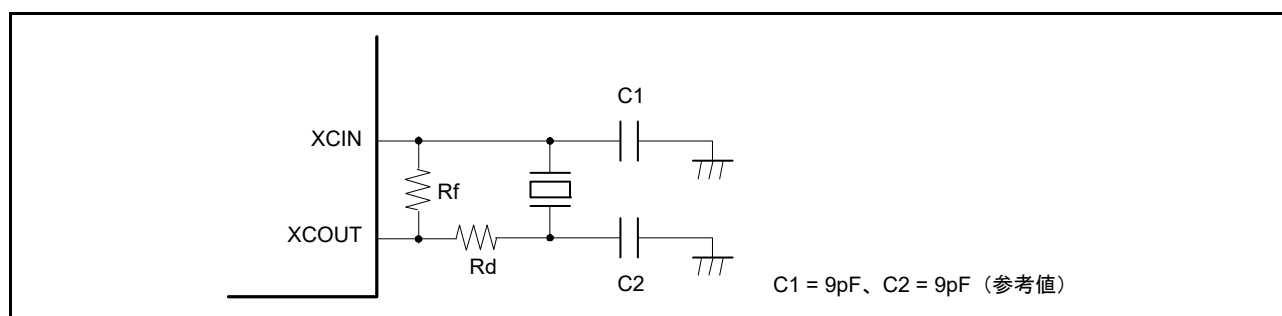 C1
XCIN
Rf
XCOUT
Rd
C2
C1 = 9pF、C2 = 9pF（参考値）